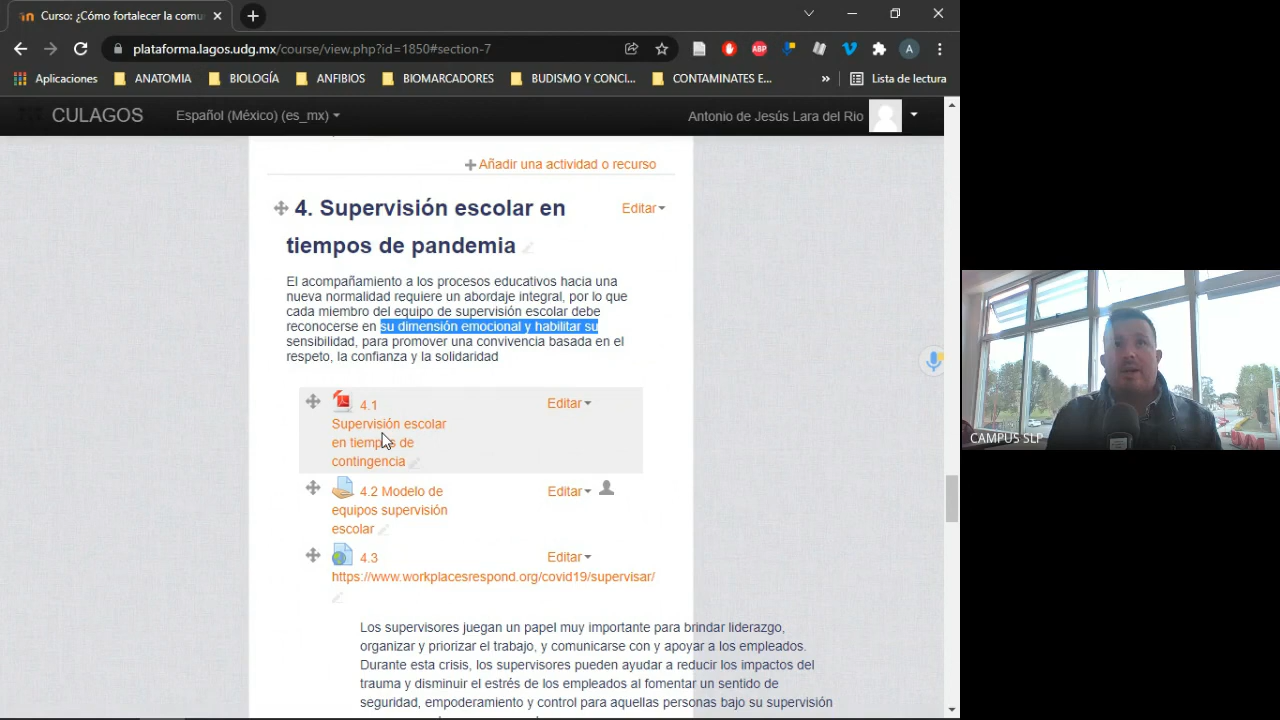 Curso: ¿Cómo fortalecer la comu
plataforma.lagos.udg.mx/course/view.php?id=1850#section-7
ABP
A
Aplicaciones
ANATOMIA
BIOLOGÍA
ANFIBIOS
BIOMARCADORES
BUDISMO Y CONCI...
CONTAMINATES E...
»
Lista de lectura
CULAGOS
Español (México) (es_mx)
Antonio de Jesús Lara del Rio
Añadir una actividad o recurso
4. Supervisión escolar en
tiempos de pandemia
Editar
El acompañamiento a los procesos educativos hacia una
nueva normalidad requiere un abordaje integral, por lo que
cada miembro del equipo de supervisión escolar debe
reconocerse en su dimensión emocional y habilitar su
sensibilidad, para promover una convivencia basada en el
respeto, la confianza y la solidaridad
4.1
Supervisión escolar
en tiempos de
contingencia
Editar
4.2 Modelo de
equipos supervisión
escolar
Editar
4.3
https://www.workplacesrespond.org/covid19/supervisar/
Editar
Los supervisores juegan un papel muy importante para brindar liderazgo,
organizar y priorizar el trabajo, y comunicarse con y apoyar a los empleados.
Durante esta crisis, los supervisores pueden ayudar a reducir los impactos del
trauma y disminuir el estrés de los empleados al fomentar un sentido de
seguridad, empoderamiento y control para aquellas personas bajo su supervisión
CAMPUS SLP